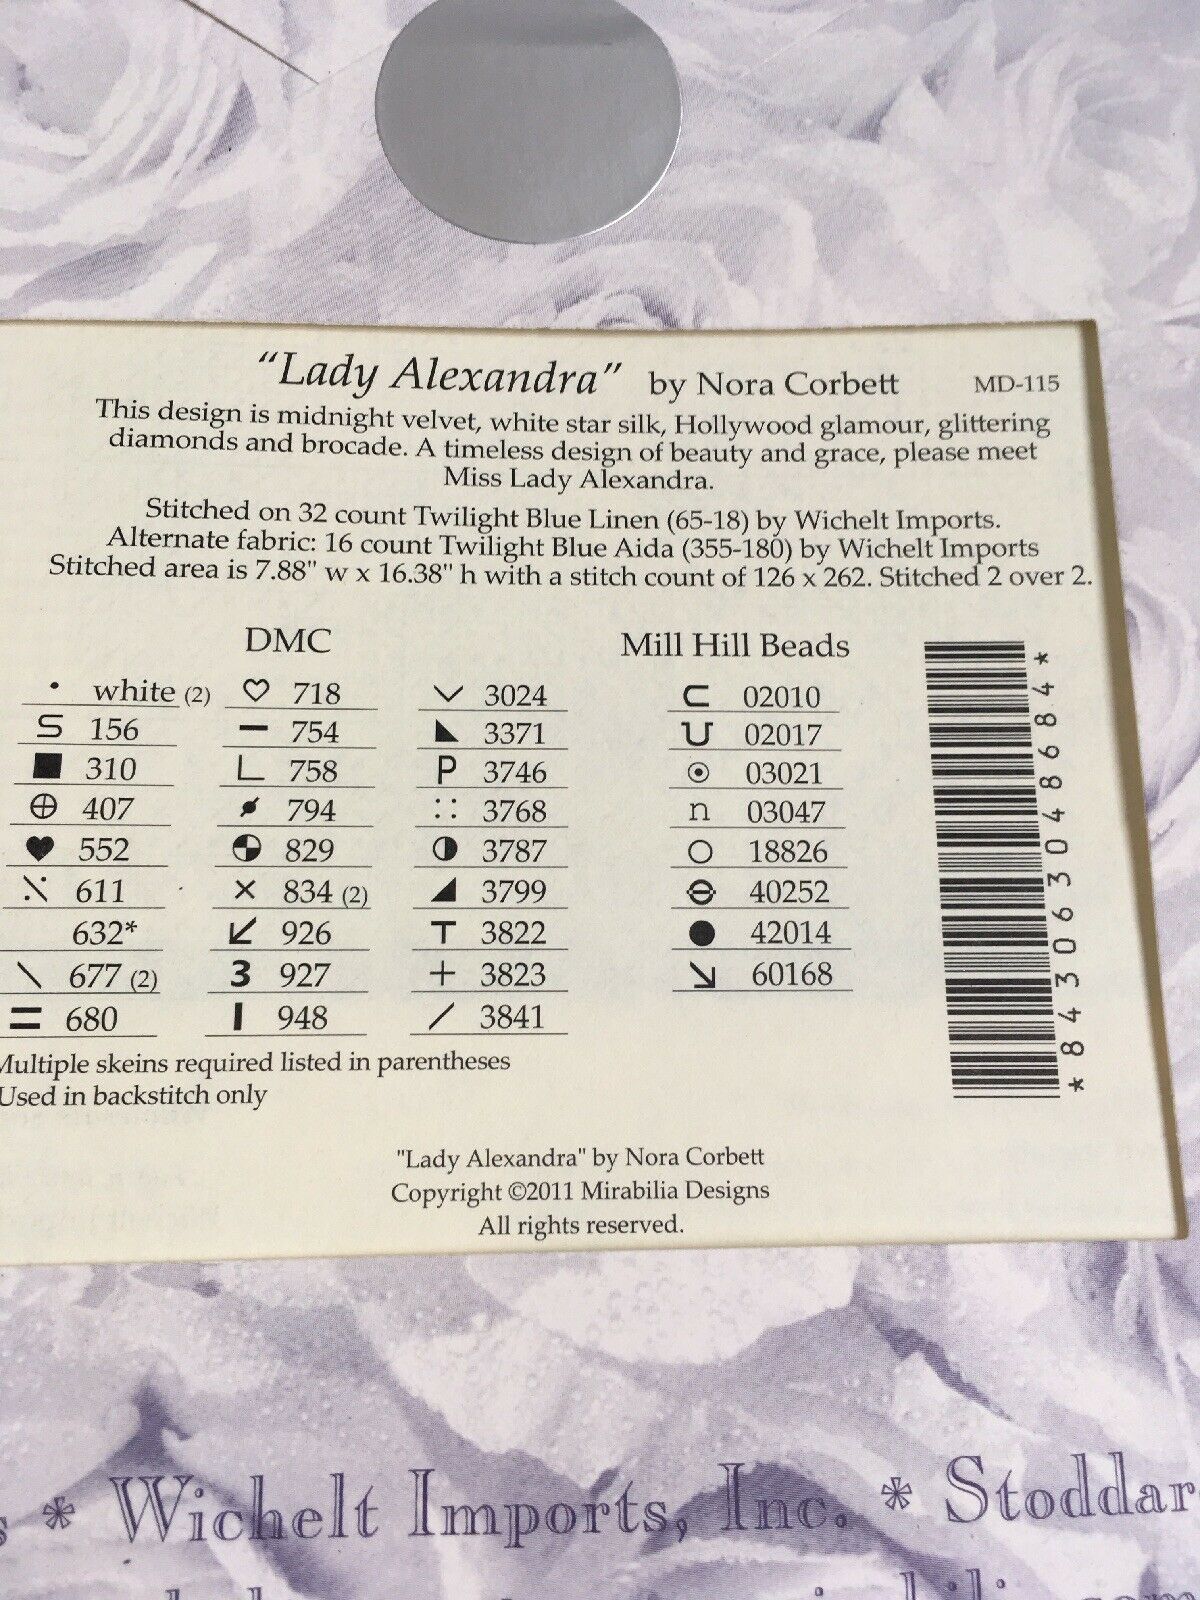 "Lady Alexandra" by Nora Corbett MD-115
This design is midnight velvet, white star silk, Hollywood glamour, glittering
diamonds and brocade. A timeless design of beauty and grace, please meet
Miss Lady Alexandra.
Stitched on 32 count Twilight Blue Linen (65-18) by Wichelt Imports.
Alternate fabric: 16 count Twilight Blue Aida (355-180) by Wichelt Imports
Stitched area is 7.88" w x 16.38" h with a stitch count of 126 x 262. Stitched 2 over 2.
DMC Mill Hill Beads
• white (2) ♡ 718 ∨ 3024 ⊂ 02010
S 156 – 754 ◣ 3371 U 02017
■ 310 L 758 P 3746 ⊙ 03021
⊕ 407 794 :: 3768 n 03047
♥ 552 829 ◑ 3787 ○ 18826
611 × 834 (2) ◢ 3799 ⊖ 40252
632* ↙ 926 T 3822 ● 42014
\ 677 (2) 3 927 + 3823 ↘ 60168
= 680 I 948 / 3841
Multiple skeins required listed in parentheses
Used in backstitch only
*843063048684*
"Lady Alexandra" by Nora Corbett
Copyright ©2011 Mirabilia Designs
All rights reserved.
s * Wichelt Imports, Inc. * Stoddar